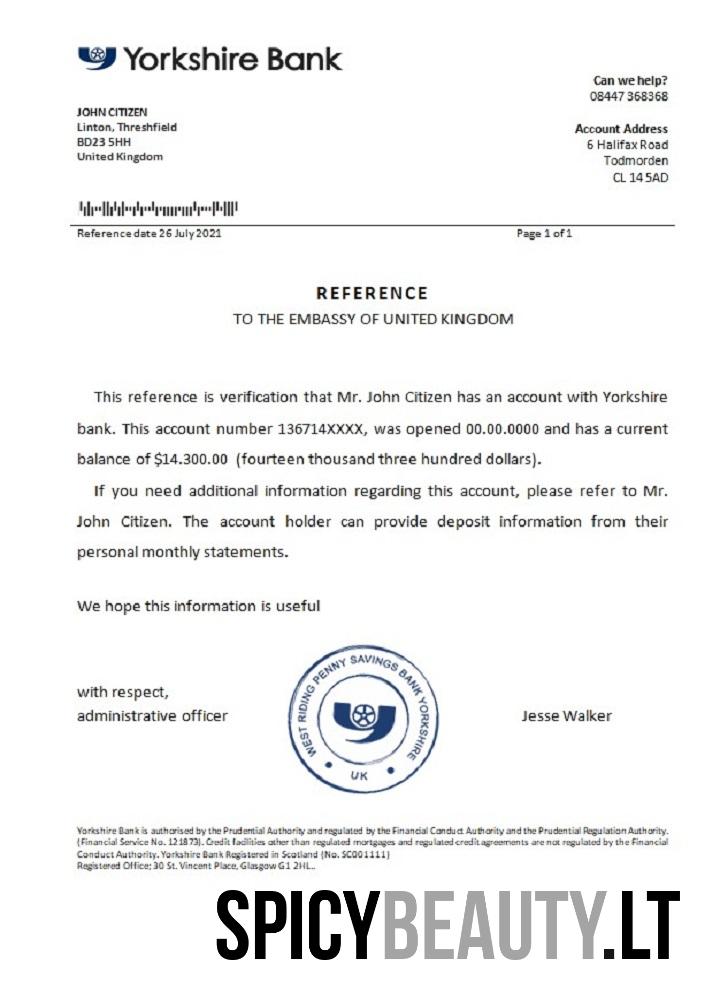 Yorkshire Bank
Can we help?
08447 368368
JOHN CITIZEN
Linton, Threshfield
BD23 5HH
United Kingdom
Account Address
6 Halifax Road
Todmorden
CL 14 5AD
Reference date 26 July 2021
Page 1 of 1
REFERENCE
TO THE EMBASSY OF UNITED KINGDOM
This reference is verification that Mr. John Citizen has an account with Yorkshire
bank. This account number 136714XXXX, was opened 00.00.0000 and has a current
balance of $14.300.00 (fourteen thousand three hundred dollars).
If you need additional information regarding this account, please refer to Mr.
John Citizen. The account holder can provide deposit information from their
personal monthly statements.
We hope this information is useful
with respect,
administrative officer
WEST RIDING PENNY SAVINGS BANK YORKSHIRE
UK
Jesse Walker
Yorkshire Bank is authorised by the Prudential Authority and regulated by the Financial Conduct Authority and the Prudential Regulation Authority.
(Financial Service No. 121873). Credit facilities other than regulated mortgages and regulated credit agreements are not regulated by the Financial
Conduct Authority. Yorkshire Bank Registered in Scotland (No. SC001111)
Registered Office; 30 St. Vincent Place, Glasgow G1 2HL..
SPICYBEAUTY.LT